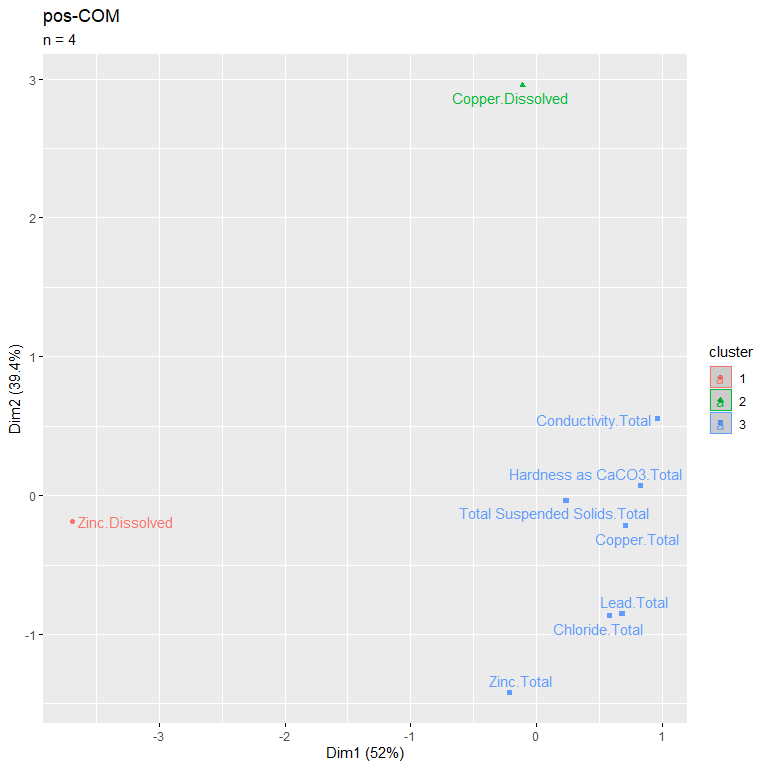 pos-COM
n = 4
3
Copper.Dissolved
2
Dim2 (39.4%)
1
Conductivity.Total
Hardness as CaCO3.Total
0
Total Suspended Solids.Total
Zinc.Dissolved
Copper.Total
Lead.Total
Chloride.Total
-1
Zinc.Total
-3 -2 -1 0 1
Dim1 (52%)
cluster
a 1
a 2
a 3